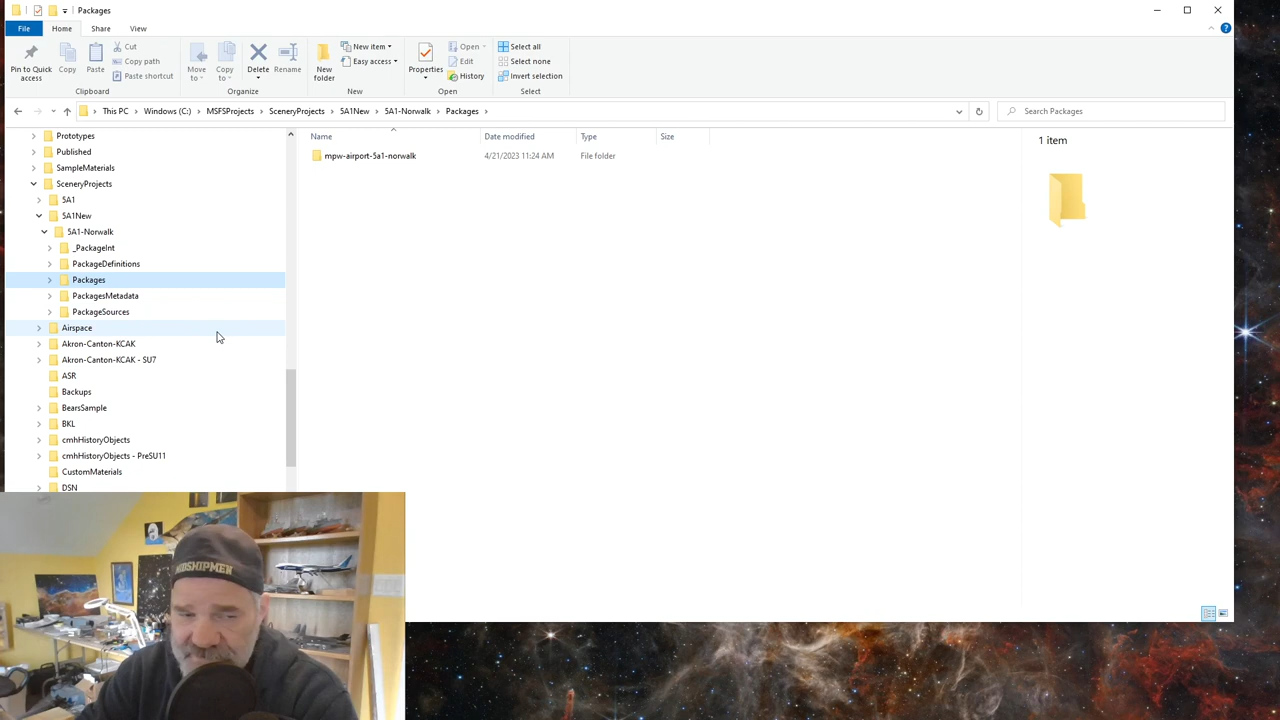 Packages
File Home Share View
Pin to Quick access
Copy
Paste
Cut
Copy path
Paste shortcut
Clipboard
Move to
Copy to
Delete
Rename
Organize
New folder
New item
Easy access
New
Properties
Open
Edit
History
Open
Select all
Select none
Invert selection
Select
This PC > Windows (C:) > MSFSProjects > SceneryProjects > 5A1New > 5A1-Norwalk > Packages >
Search Packages
Name Date modified Type Size
mpw-airport-5a1-norwalk 4/21/2023 11:24 AM File folder
1 item
Prototypes
Published
SampleMaterials
SceneryProjects
5A1
5A1New
5A1-Norwalk
_PackageInt
PackageDefinitions
Packages
PackagesMetadata
PackageSources
Airspace
Akron-Canton-KCAK
Akron-Canton-KCAK - SU7
ASR
Backups
BearsSample
BKL
cmhHistoryObjects
cmhHistoryObjects - PreSU11
CustomMaterials
DSN
MIDSHIPMEN